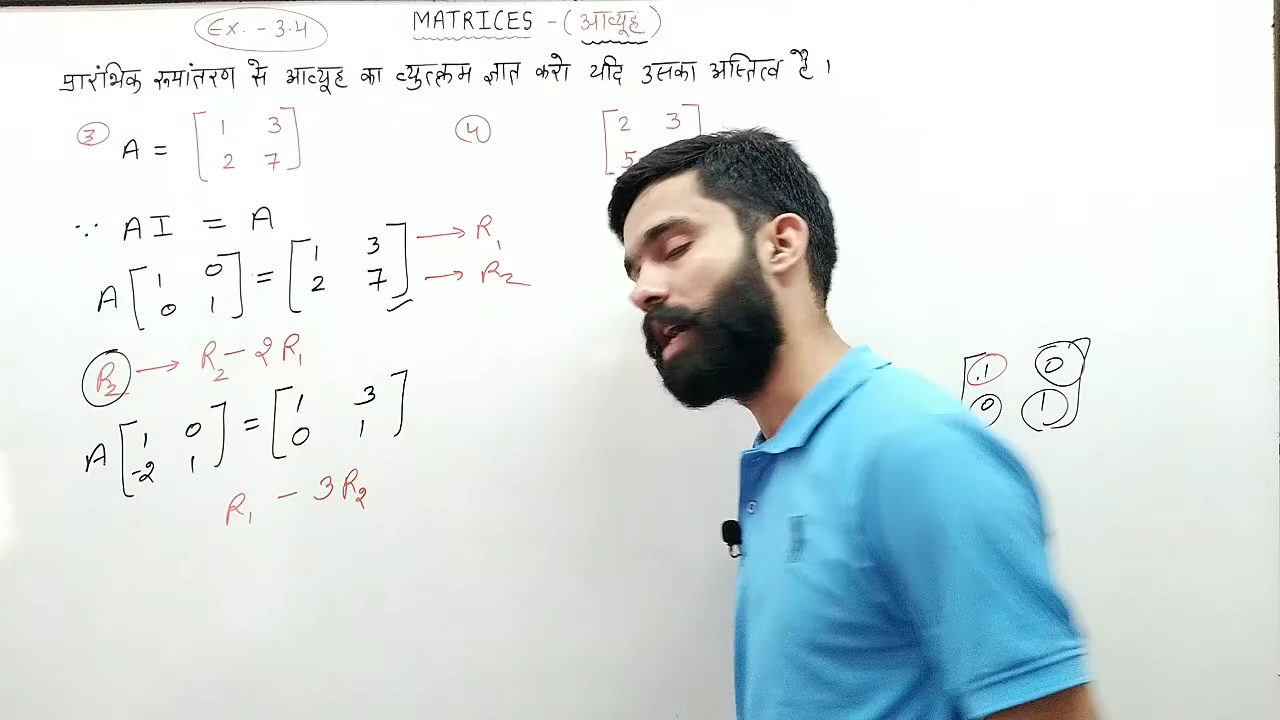 Ex. - 3.4 MATRICES - (आव्यूह)
प्रारंभिक रूपांतरण से आव्यूह का व्युत्क्रम ज्ञात करो यदि उसका अस्तित्व है ।
③ A = [1 3
2 7]
④ [2 3]
5
∵ AI = A
A [1 0 = [1 3 → R₁
0 1] 2 7] → R₂
R₂ → R₂ - 2R₁
A [1 0 = [1 3
-2 1] 0 1]
R₁ - 3R₂
[1 0
0 1]